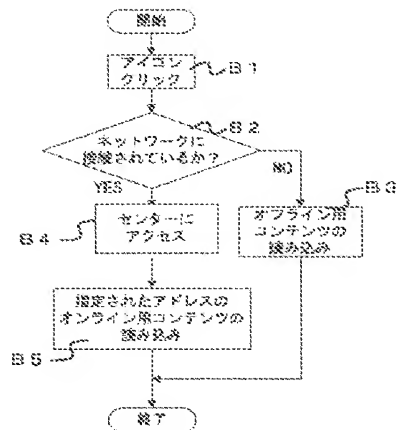 開始
アイコン
クリック
B1
ネットワークに
接続されているか?
B2
YES
NO
B3
オフライン用
コンテンツの
読み込み
B4
センターに
アクセス
指定されたアドレスの
オンライン用コンテンツの
読み込み
B5
終了